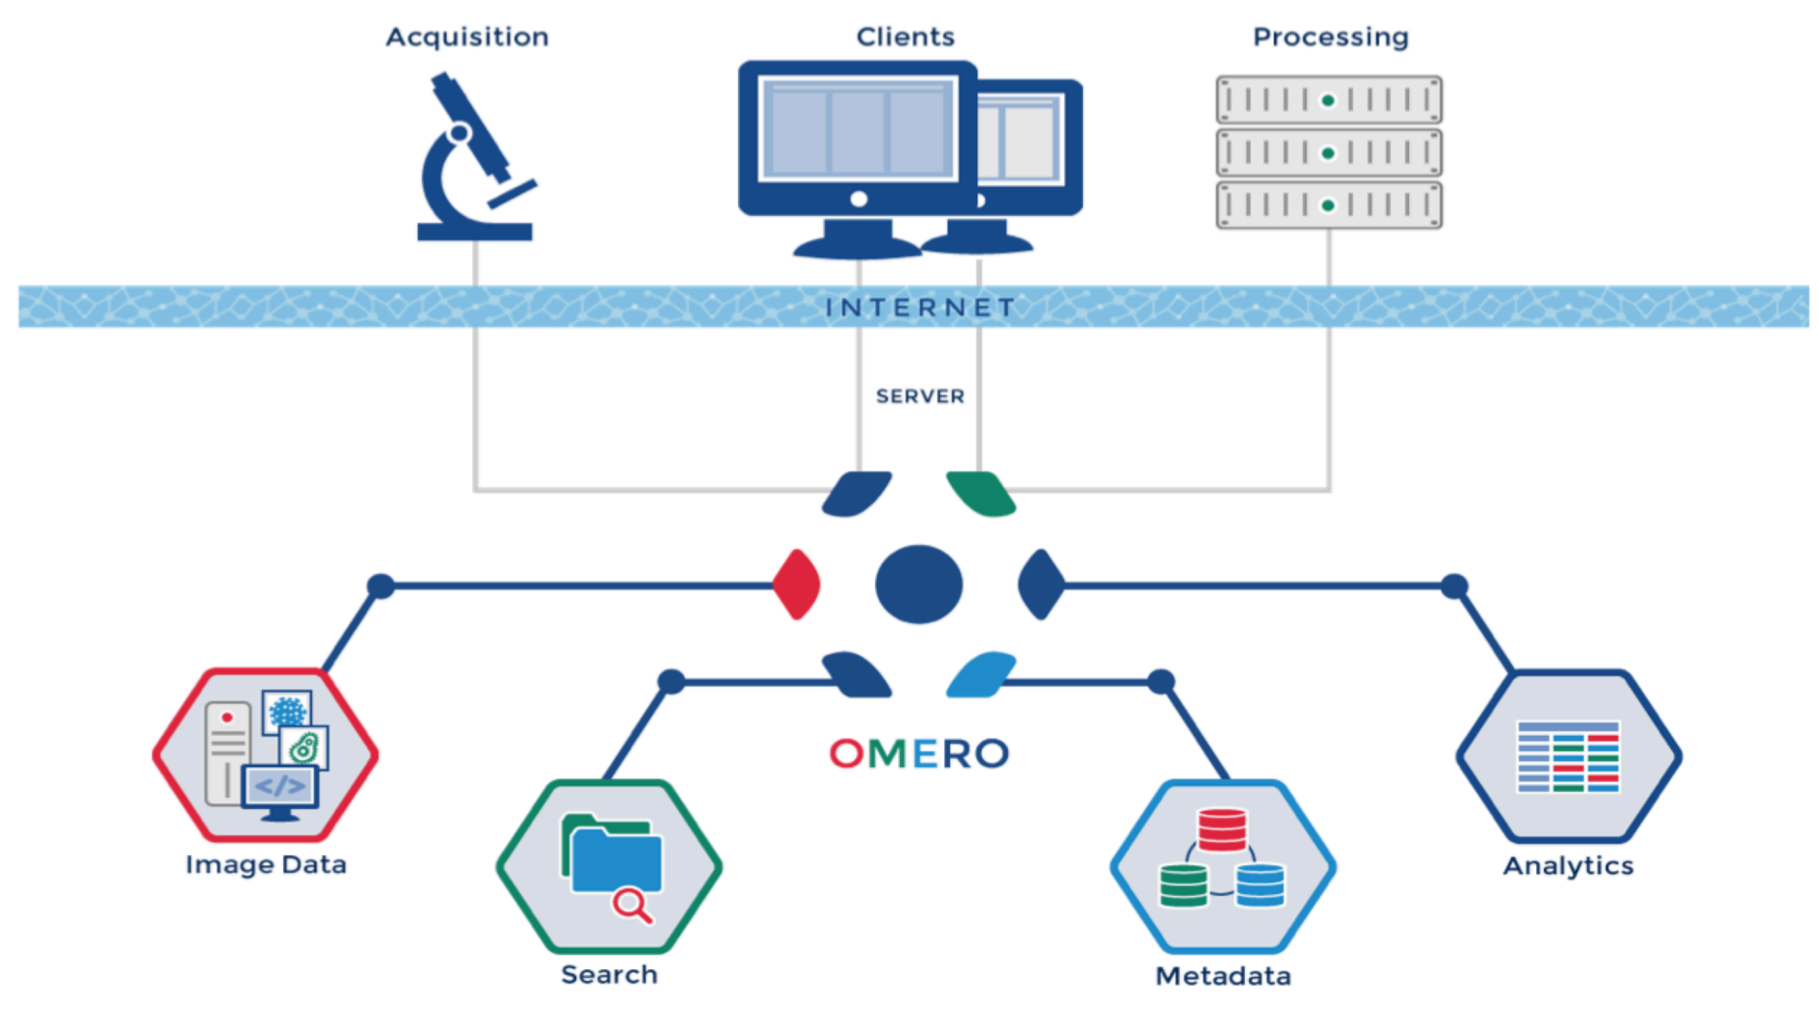 Acquisition
Clients
Processing
INTERNET
SERVER
</>
OMERO
Image Data
Analytics
Search
Metadata